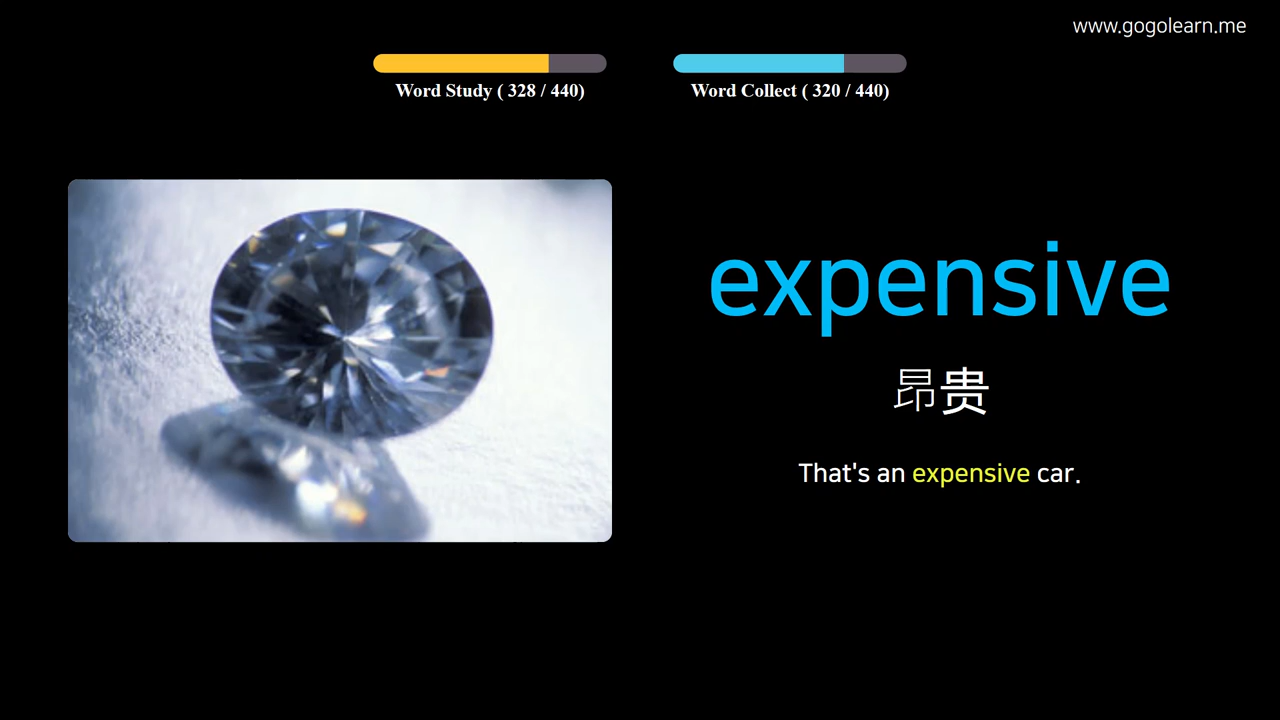 www.gogolearn.me
Word Study ( 328 / 440)
Word Collect ( 320 / 440)
expensive
昂贵
That's an expensive car.